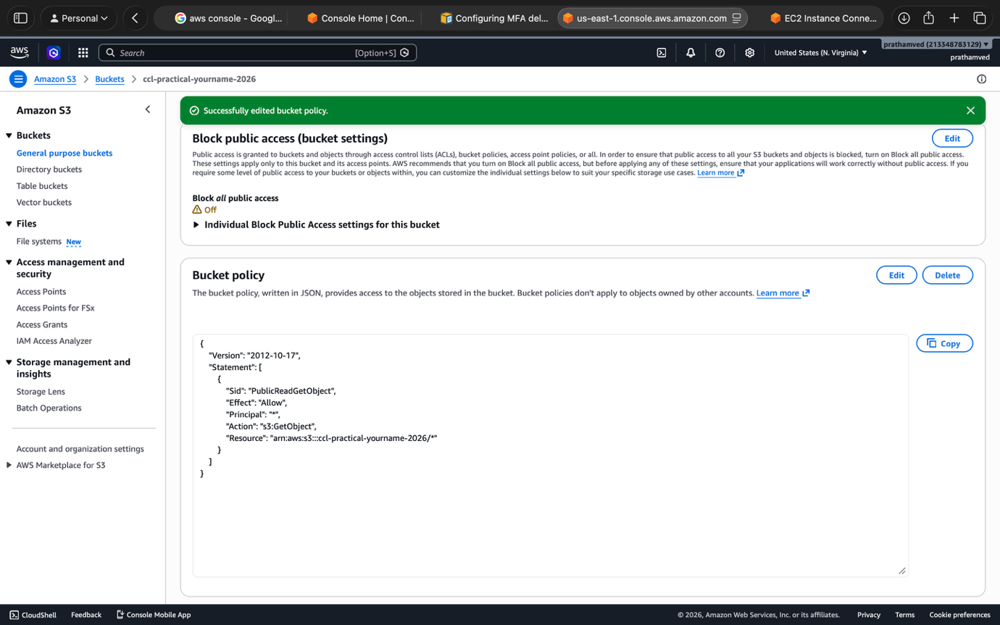 Personal
aws console - Googl...
Console Home | Con...
Configuring MFA del...
us-east-1.console.aws.amazon.com
EC2 Instance Conne...
aws
Search
[Option+S]
United States (N. Virginia)
prathamved (213348783129)
prathamved
Amazon S3
Buckets
ccl-practical-yourname-2026
Amazon S3
Buckets
General purpose buckets
Directory buckets
Table buckets
Vector buckets
Files
File systems New
Access management and
security
Access Points
Access Points for FSx
Access Grants
IAM Access Analyzer
Storage management and
insights
Storage Lens
Batch Operations
Account and organization settings
AWS Marketplace for S3
Successfully edited bucket policy.
Block public access (bucket settings)
Edit
Public access is granted to buckets and objects through access control lists (ACLs), bucket policies, access point policies, or all. In order to ensure that public access to all your S3 buckets and objects is blocked, turn on Block all public access.
These settings apply only to this bucket and its access points. AWS recommends that you turn on Block all public access, but before applying any of these settings, ensure that your applications will work correctly without public access. If you
require some level of public access to your buckets or objects within, you can customize the individual settings below to suit your specific storage use cases. Learn more
Block all public access
Off
Individual Block Public Access settings for this bucket
Bucket policy
Edit
Delete
The bucket policy, written in JSON, provides access to the objects stored in the bucket. Bucket policies don't apply to objects owned by other accounts. Learn more
Copy
{
"Version": "2012-10-17",
"Statement": [
{
"Sid": "PublicReadGetObject",
"Effect": "Allow",
"Principal": "*",
"Action": "s3:GetObject",
"Resource": "arn:aws:s3:::ccl-practical-yourname-2026/*"
}
]
}
CloudShell
Feedback
Console Mobile App
© 2026, Amazon Web Services, Inc. or its affiliates.
Privacy
Terms
Cookie preferences